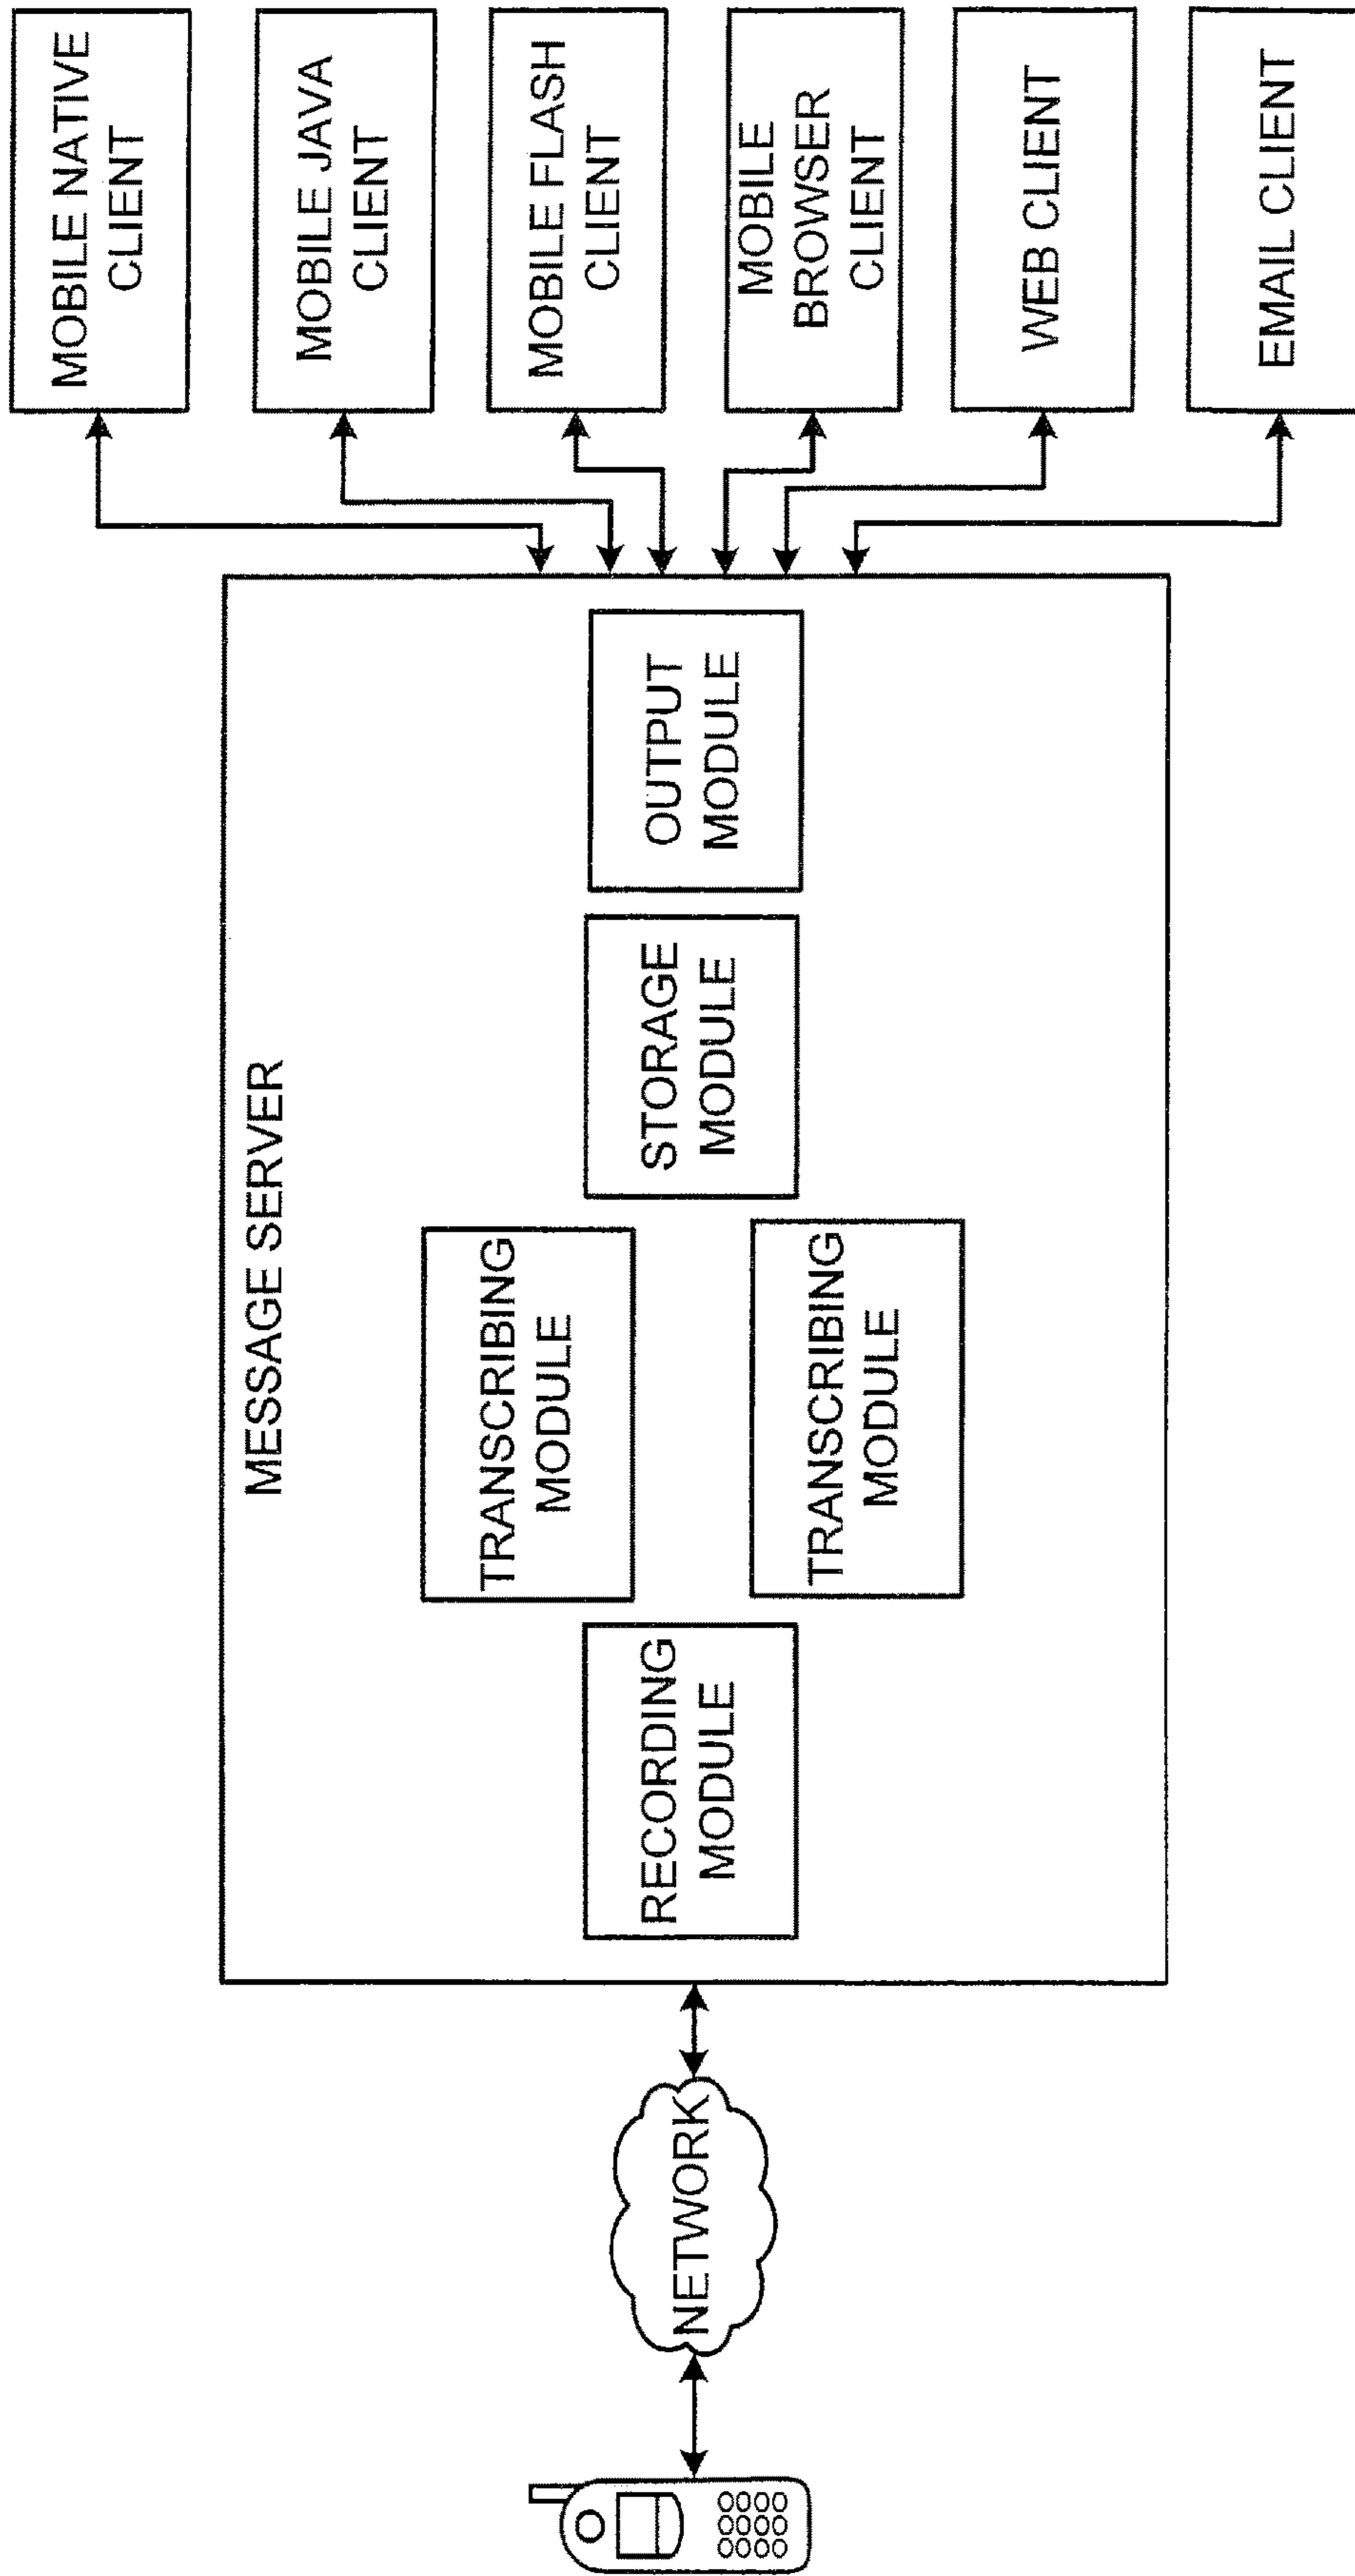 MESSAGE SERVER
NETWORK
RECORDING
MODULE
TRANSCRIBING
MODULE
TRANSCRIBING
MODULE
STORAGE
MODULE
OUTPUT
MODULE
MOBILE NATIVE
CLIENT
MOBILE JAVA
CLIENT
MOBILE FLASH
CLIENT
MOBILE
BROWSER
CLIENT
WEB CLIENT
EMAIL CLIENT